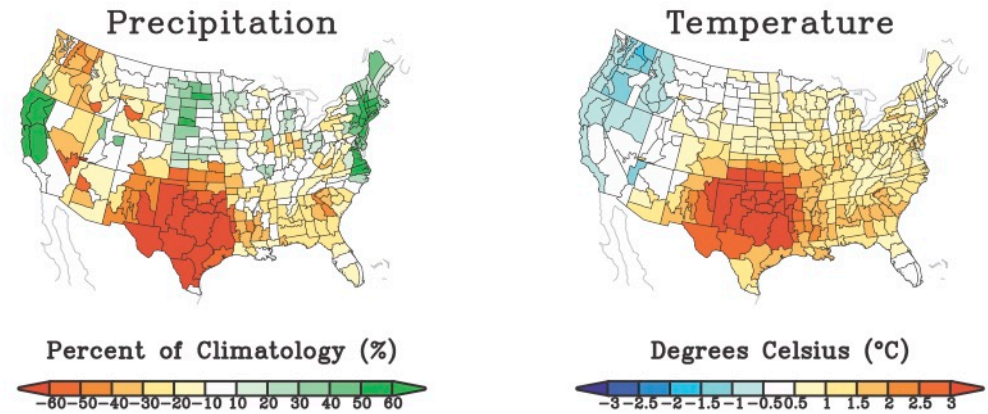 Precipitation
Temperature
Percent of Climatology (%)
Degrees Celsius (°C)
-60 -50 -40 -30 -20 -10 10 20 30 40 50 60
-3 -2.5 -2 -1.5 -1 -0.5 0.5 1 1.5 2 2.5 3